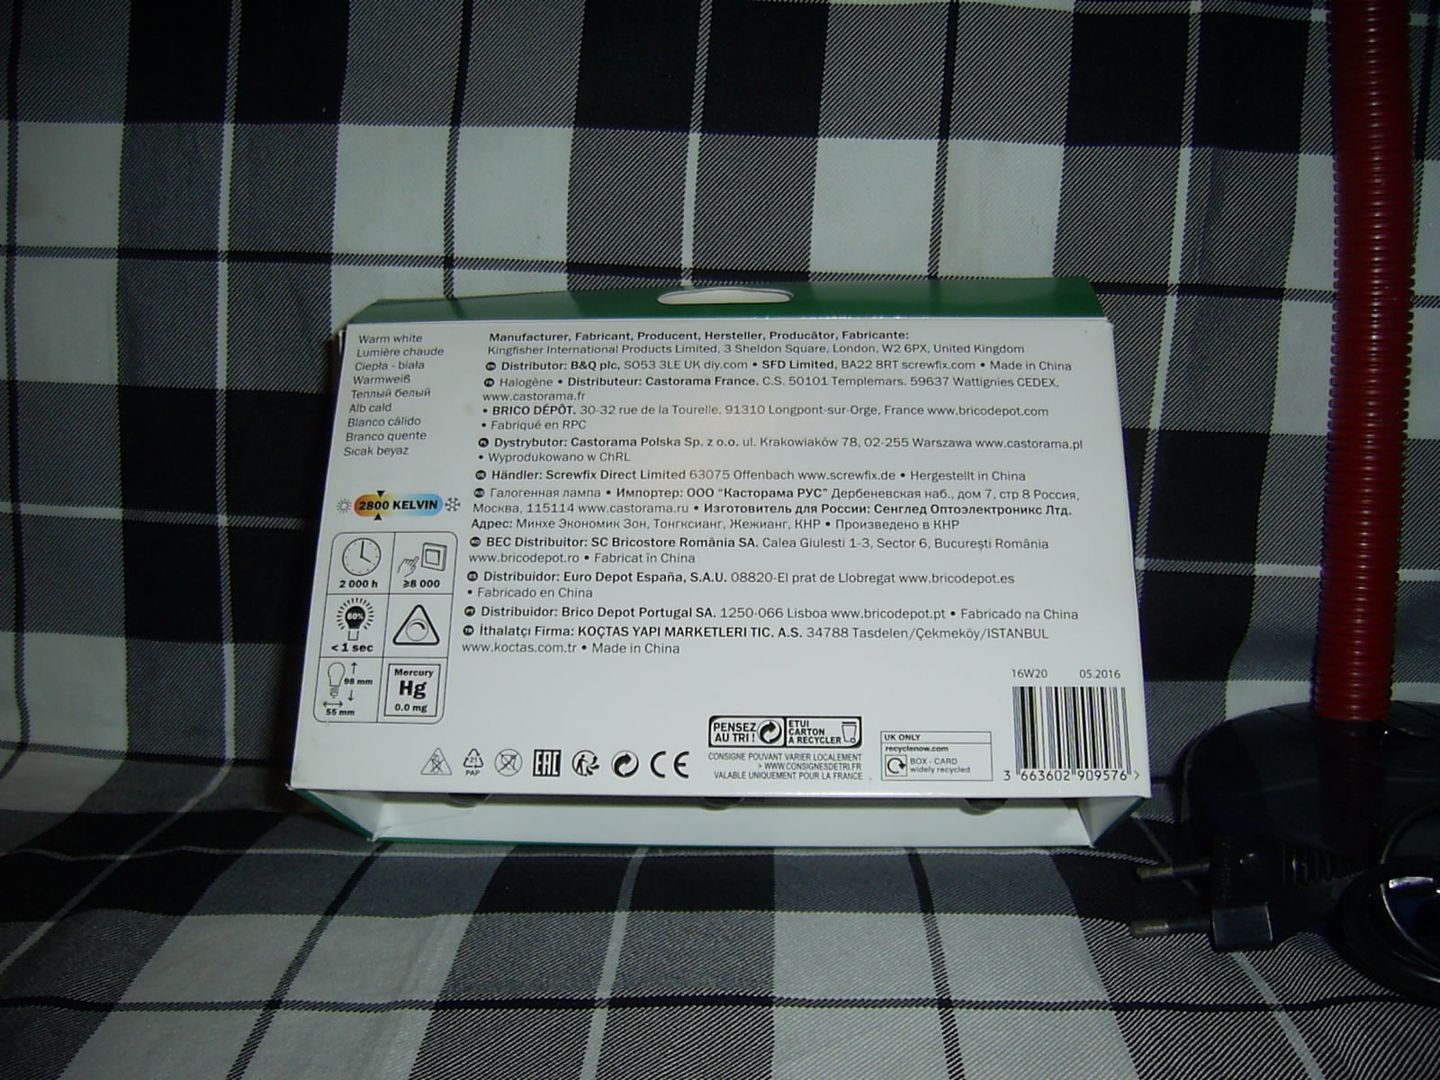 Warm white
Lumière chaude
Ciepła - biała
Warmweiß
Теплый белый
Alb cald
Blanco cálido
Branco quente
Sıcak beyaz
2800 KELVIN
2 000 h
≥8 000
60%
< 1 sec
98 mm
55 mm
Mercury
Hg
0.0 mg
Manufacturer, Fabricant, Producent, Hersteller, Producător, Fabricante:
Kingfisher International Products Limited, 3 Sheldon Square, London, W2 6PX, United Kingdom
Distributor: B&Q plc, SO53 3LE UK diy.com • SFD Limited, BA22 8RT screwfix.com • Made in China
Halogène • Distributeur: Castorama France. C.S. 50101 Templemars. 59637 Wattignies CEDEX.
www.castorama.fr
• BRICO DÉPÔT. 30-32 rue de la Tourelle, 91310 Longpont-sur-Orge, France www.bricodepot.com
• Fabriqué en RPC
PL Dystrybutor: Castorama Polska Sp. z o.o. ul. Krakowiaków 78, 02-255 Warszawa www.castorama.pl
• Wyprodukowano w ChRL
Händler: Screwfix Direct Limited 63075 Offenbach www.screwfix.de • Hergestellt in China
Галогенная лампа • Импортер: ООО "Касторама РУС" Дербеневская наб., дом 7, стр 8 Россия,
Москва, 115114 www.castorama.ru • Изготовитель для России: Сенглед Оптоэлектроникс Лтд.
Адрес: Минхе Экономик Зон, Тонгксианг, Жежианг, КНР • Произведено в КНР
BEC Distribuitor: SC Bricostore România SA. Calea Giulesti 1-3, Sector 6, Bucureşti România
www.bricodepot.ro • Fabricat în China
Distribuidor: Euro Depot España, S.A.U. 08820-El prat de Llobregat www.bricodepot.es
• Fabricado en China
Distribuidor: Brico Depot Portugal SA. 1250-066 Lisboa www.bricodepot.pt • Fabricado na China
İthalatçı Firma: KOÇTAS YAPI MARKETLERI TIC. A.S. 34788 Tasdelen/Çekmeköy/ISTANBUL
www.koctas.com.tr • Made in China
16W20 05.2016
21
PAP
EAC
CE
PENSEZ
AU TRI !
ETUI
CARTON
A RECYCLER
CONSIGNE POUVANT VARIER LOCALEMENT
> WWW.CONSIGNESDETRI.FR
VALABLE UNIQUEMENT POUR LA FRANCE
UK ONLY
recyclenow.com
BOX - CARD
widely recycled
3 663602 909576 >